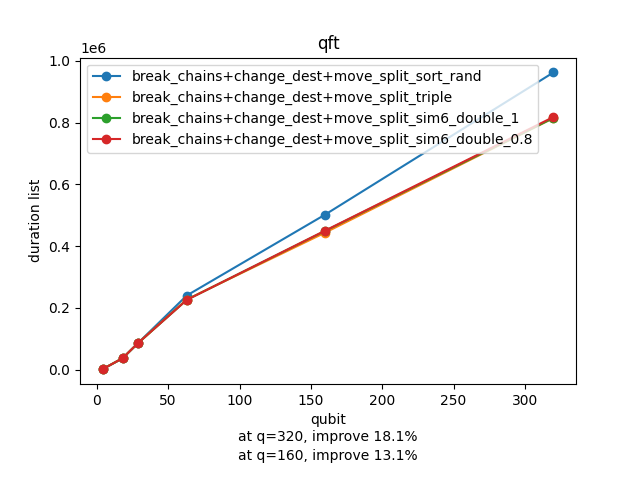 qft
1e6
break_chains+change_dest+move_split_sort_rand
break_chains+change_dest+move_split_triple
break_chains+change_dest+move_split_sim6_double_1
break_chains+change_dest+move_split_sim6_double_0.8
1.0
0.8
0.6
0.4
0.2
0.0
duration list
0 50 100 150 200 250 300
qubit
at q=320, improve 18.1%
at q=160, improve 13.1%